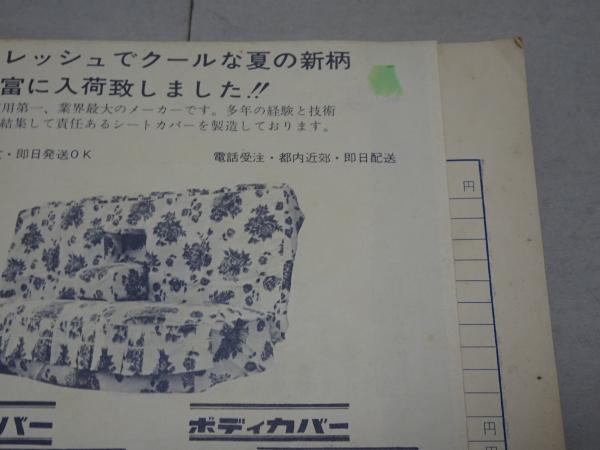 レッシュでクールな夏の新柄
富に入荷致しました!!
用第一、業界最大のメーカーです。多年の経験と技術
結集して責任あるシートカバーを製造しております。
・即日発送OK
電話受注・都内近郊・即日配送
バー
ボディカバー
円
円
円